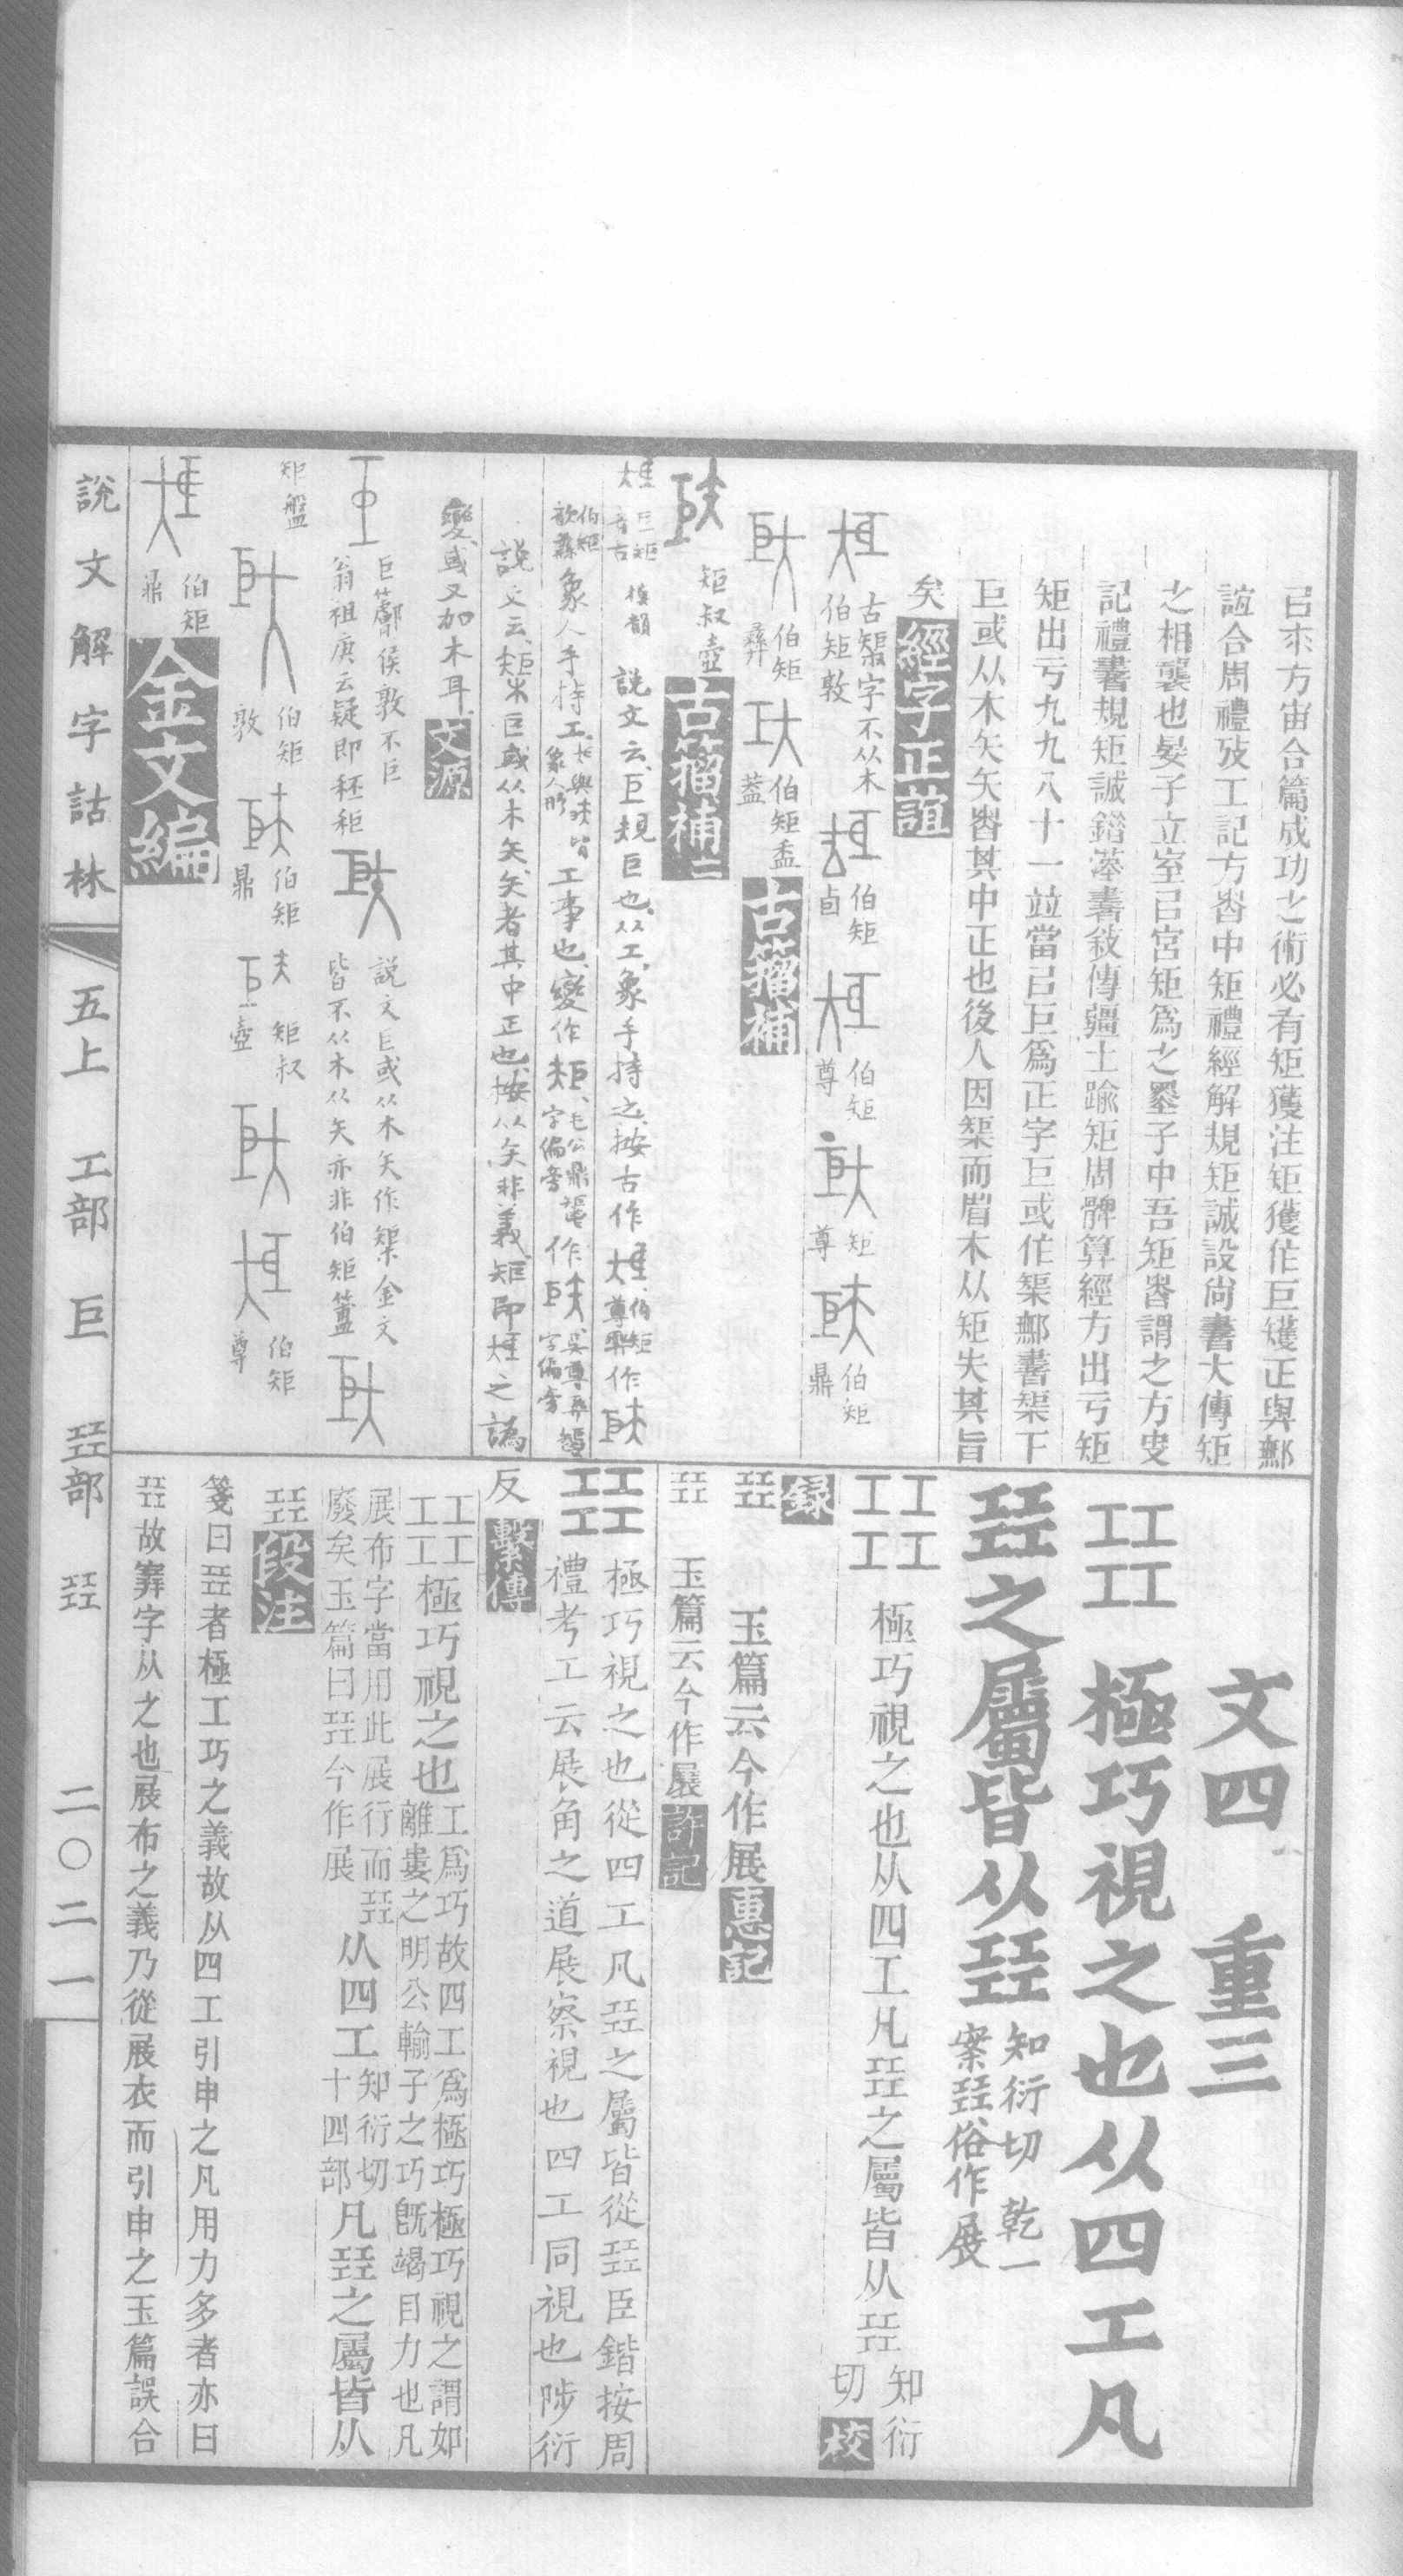 㠯求方宙合篇成功之術必有矩獲注矩獲作巨矱正與鄦
誼合周禮攷工記方者中矩禮經解規矩誠設尚書大傳矩
之相襲也晏子立室㠯宮矩爲之墨子中吾矩者謂之方史
記禮書規矩誠錯漢書敍傳疆土踰矩周髀算經方出于矩
矩出于九九八十一竝當㠯巨爲正字巨或作榘鄦書榘下
巨或从木矢矢者其中正也後人因榘而省木从矩失其旨
矣
經字正誼
古榘字不从木
伯矩敦
伯矩卣
伯矩尊
矩尊
伯矩鼎
伯矩彝
伯矩盉蓋
古籀補
矩叔壺
古籀補二
巨矩 模韻 說文云巨規巨也从工象手持之按古作 伯矩尊彝作
伯矩 象人手持工 與 皆象人形 工事也變作矩 毛公鼎 字偏旁 作 吳尊彝 字偏旁
說文云榘巨或从木矢矢者其中正也按从矢非義矩即 之譌
變或又加木耳
文源
巨 簷侯敦不巨
翁祖庚云疑即秬秬
說文巨或从木矢作榘金文
皆不从木从矢亦非伯矩簠
矩盤
伯矩敦
伯矩鼎
矩叔壺
伯矩尊
伯矩鼎
金文編
文四 重三
㠭 極巧視之也从四工凡
㠭之屬皆从㠭 知衍切 乾一案㠭俗作展
㠭 極巧視之也从四工凡㠭之屬皆从㠭 知衍切
校
録
㠭 玉篇云今作展
惠記
㠭 玉篇云今作展
許記
㠭 極巧視之也從四工凡㠭之屬皆從㠭臣鍇按周
禮考工云展角之道展察視也四工同視也陟衍
反
繫傳
㠭 極巧視之也 工爲巧故四工爲極巧極巧視之謂如離婁之明公輸子之巧旣竭目力也凡
展布字當用此展行而㠭廢矣玉篇曰㠭今作展 从四工 知衍切十四部 凡㠭之屬皆从
㠭
段注
箋曰㠭者極工巧之義故从四工引申之凡用力多者亦曰
㠭故𡫳字从之也展布之義乃從展衣而引申之玉篇誤合
說文解字詁林 五上 工部 巨 㠭部 㠭 二〇二一